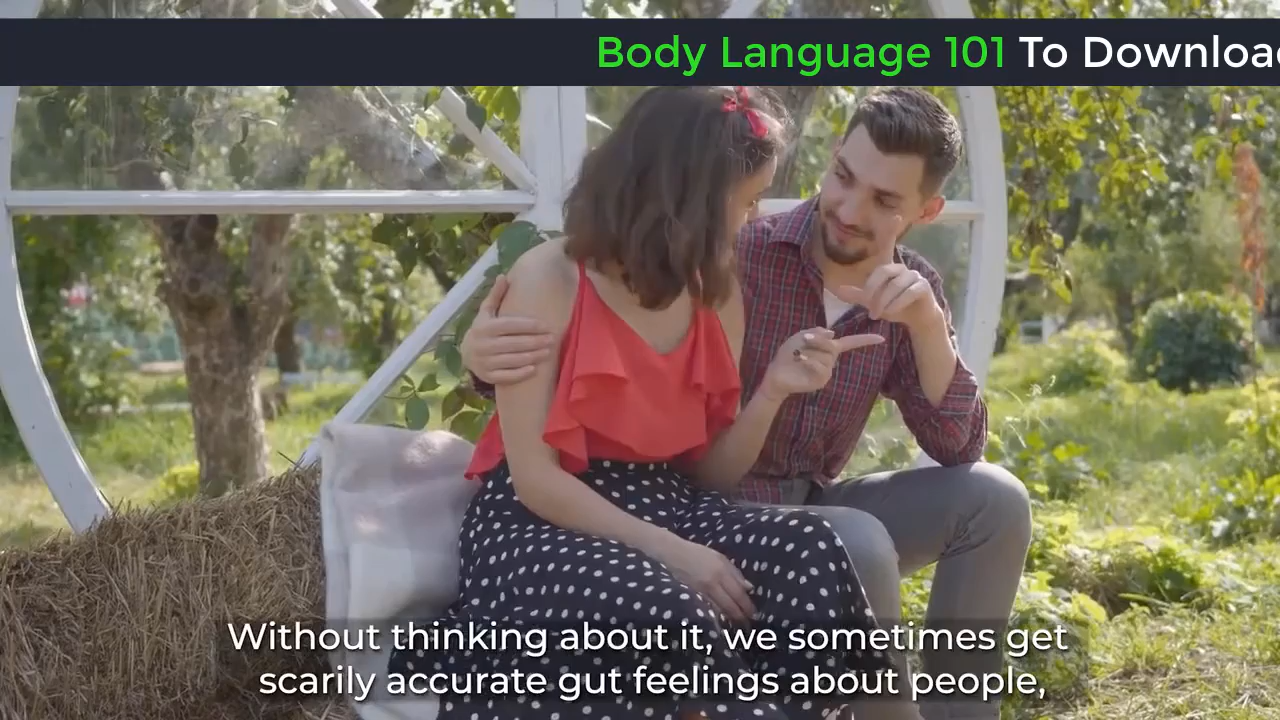 Body Language 101 To Downloa
Without thinking about it, we sometimes get
scarily accurate gut feelings about people,